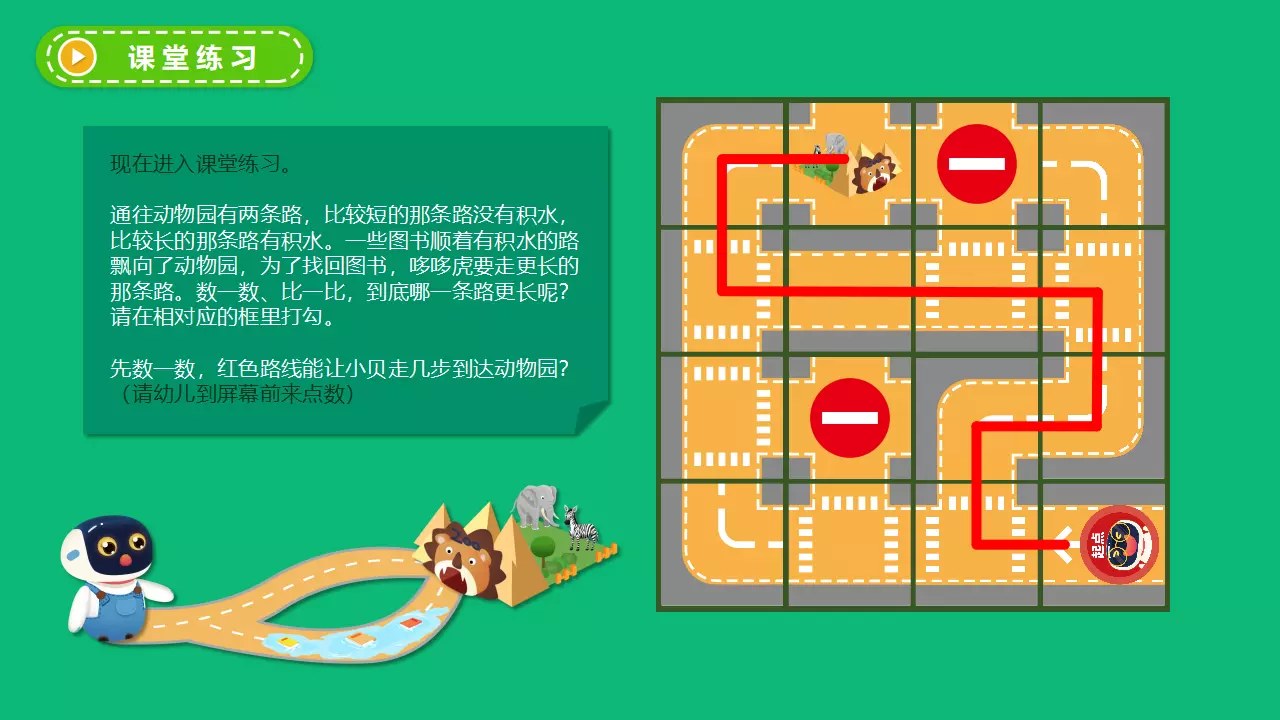 课堂练习
现在进入课堂练习。
通往动物园有两条路，比较短的那条路没有积水，
比较长的那条路有积水。一些图书顺着有积水的路
飘向了动物园，为了找回图书，哆哆虎要走更长的
那条路。数一数、比一比，到底哪一条路更长呢？
请在相对应的框里打勾。
先数一数，红色路线能让小贝走几步到达动物园？
（请幼儿到屏幕前来点数）
起点